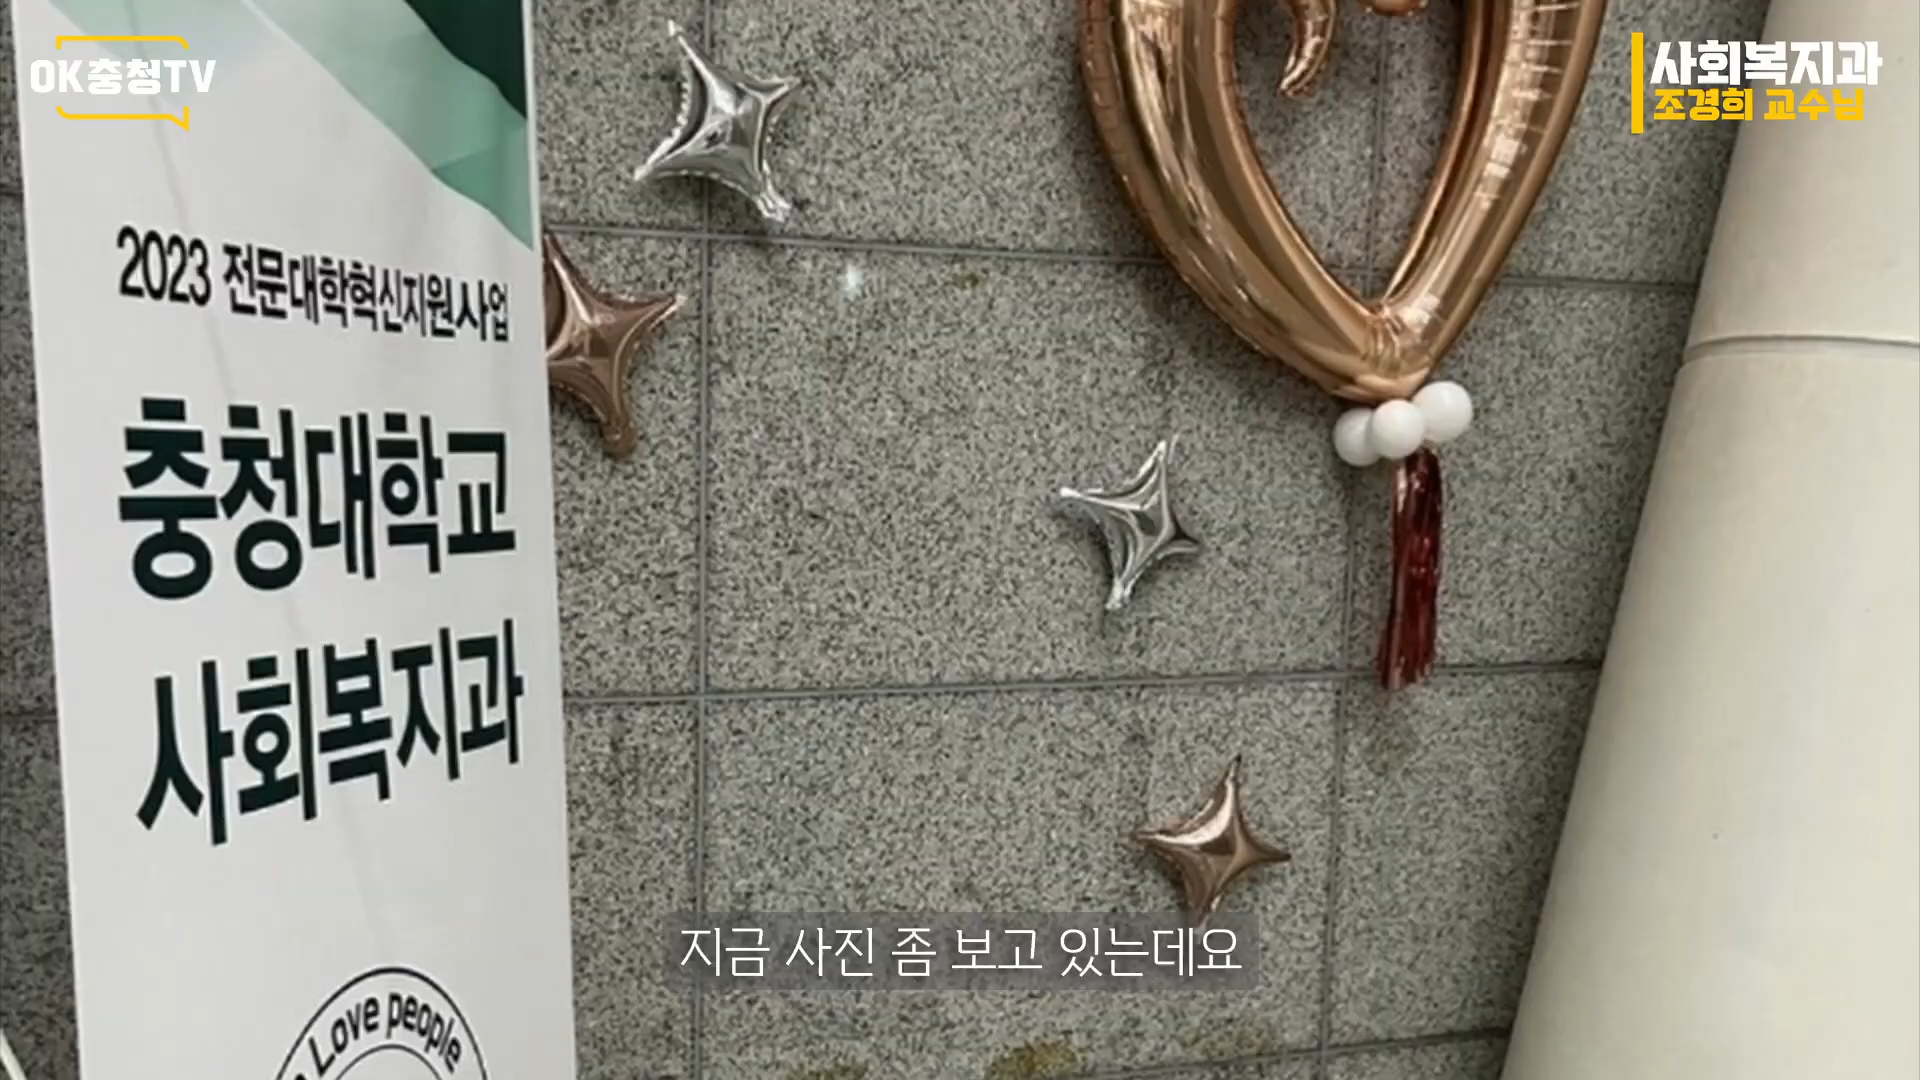 OK충청TV
사회복지과
조경희 교수님
2023 전문대학혁신지원사업
충청대학교
사회복지과
Love people
지금 사진 좀 보고 있는데요